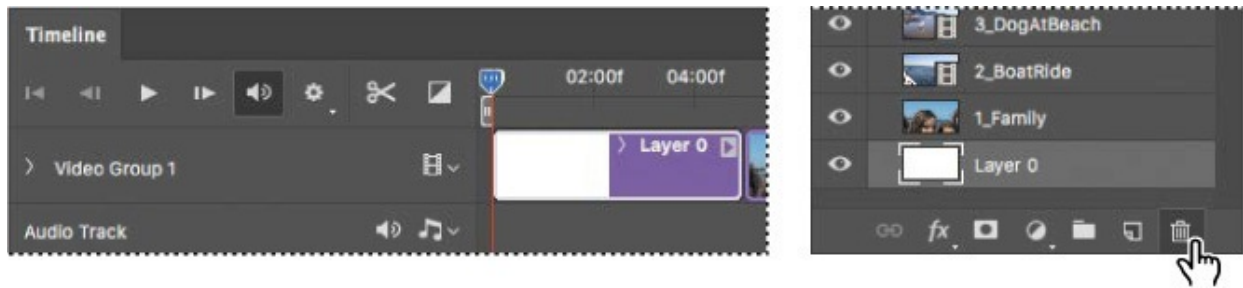 Timeline
02:00f 04:00f
Video Group 1
Layer 0
Audio Track
3_DogAtBeach
2_BoatRide
1_Family
Layer 0
fx